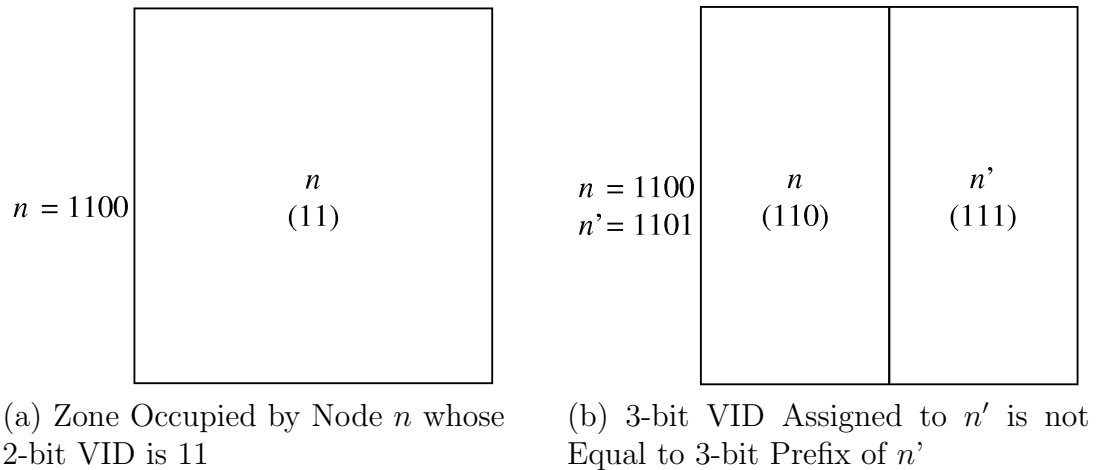 n = 1100
n
(11)
(a) Zone Occupied by Node n whose
2-bit VID is 11
n = 1100
n'= 1101
n
(110)
n'
(111)
(b) 3-bit VID Assigned to n′ is not
Equal to 3-bit Prefix of n'